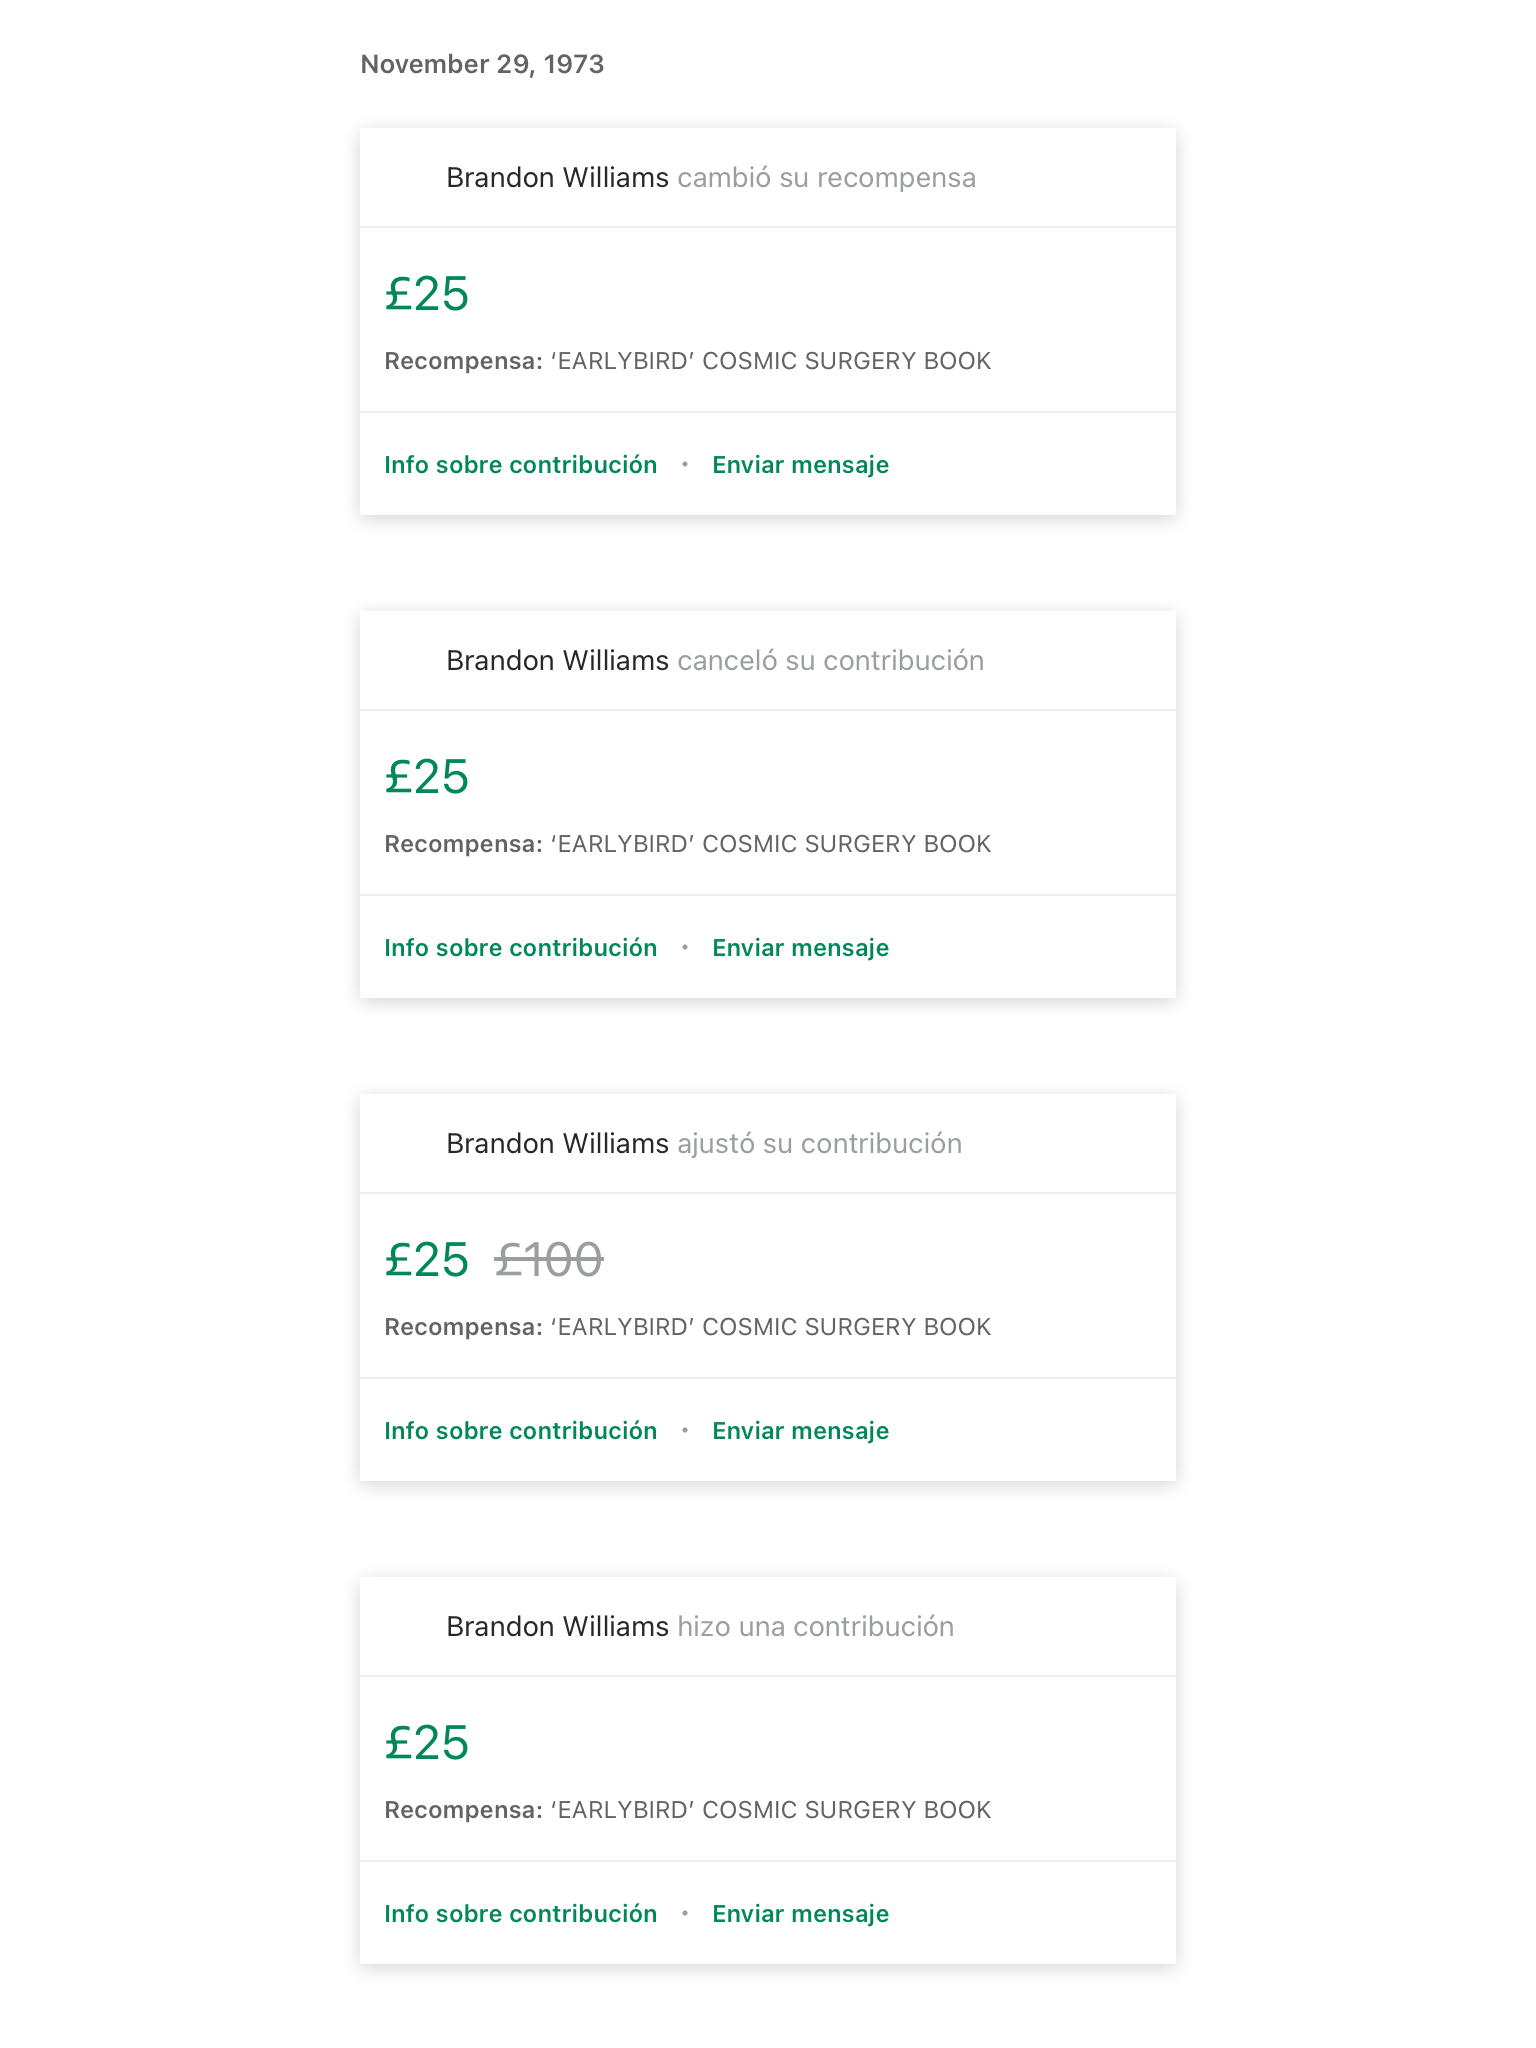 November 29, 1973
Brandon Williams cambió su recompensa
£25
Recompensa: ‘EARLYBIRD’ COSMIC SURGERY BOOK
Info sobre contribución • Enviar mensaje
Brandon Williams canceló su contribución
£25
Recompensa: ‘EARLYBIRD’ COSMIC SURGERY BOOK
Info sobre contribución • Enviar mensaje
Brandon Williams ajustó su contribución
£25 £100
Recompensa: ‘EARLYBIRD’ COSMIC SURGERY BOOK
Info sobre contribución • Enviar mensaje
Brandon Williams hizo una contribución
£25
Recompensa: ‘EARLYBIRD’ COSMIC SURGERY BOOK
Info sobre contribución • Enviar mensaje